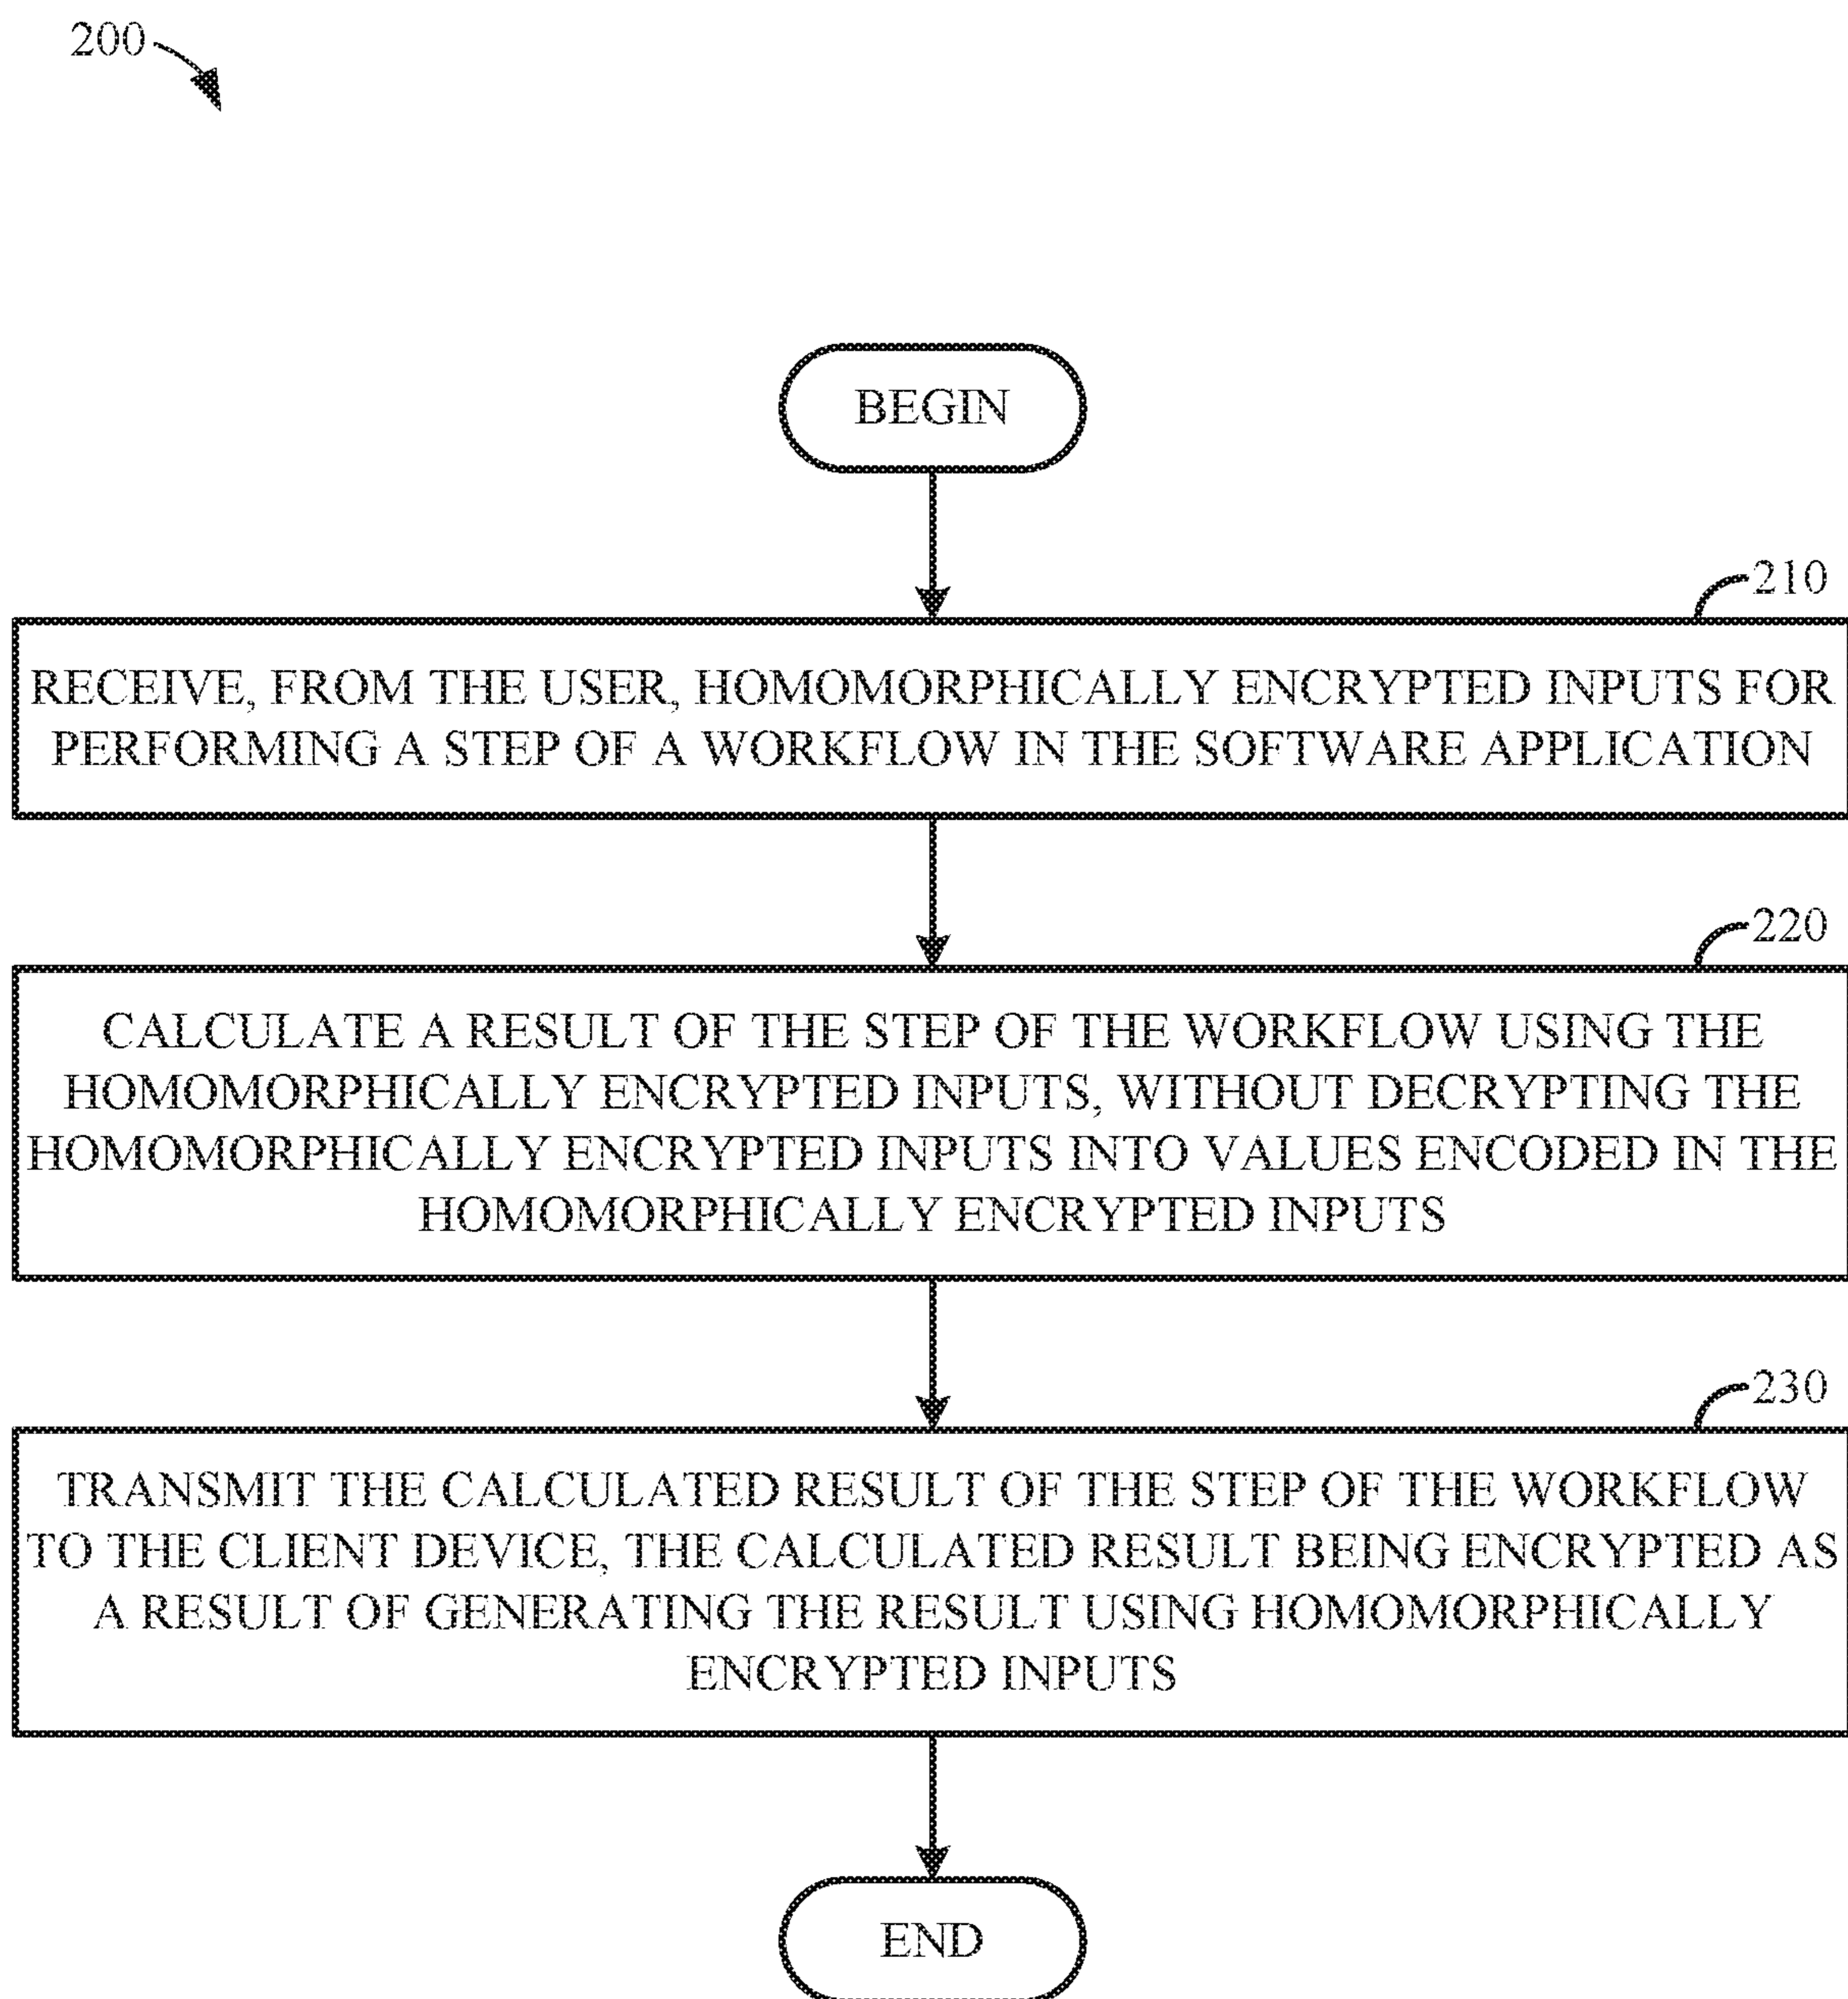 200
BEGIN
210
RECEIVE, FROM THE USER, HOMOMORPHICALLY ENCRYPTED INPUTS FOR
PERFORMING A STEP OF A WORKFLOW IN THE SOFTWARE APPLICATION
220
CALCULATE A RESULT OF THE STEP OF THE WORKFLOW USING THE
HOMOMORPHICALLY ENCRYPTED INPUTS, WITHOUT DECRYPTING THE
HOMOMORPHICALLY ENCRYPTED INPUTS INTO VALUES ENCODED IN THE
HOMOMORPHICALLY ENCRYPTED INPUTS
230
TRANSMIT THE CALCULATED RESULT OF THE STEP OF THE WORKFLOW
TO THE CLIENT DEVICE, THE CALCULATED RESULT BEING ENCRYPTED AS
A RESULT OF GENERATING THE RESULT USING HOMOMORPHICALLY
ENCRYPTED INPUTS
END